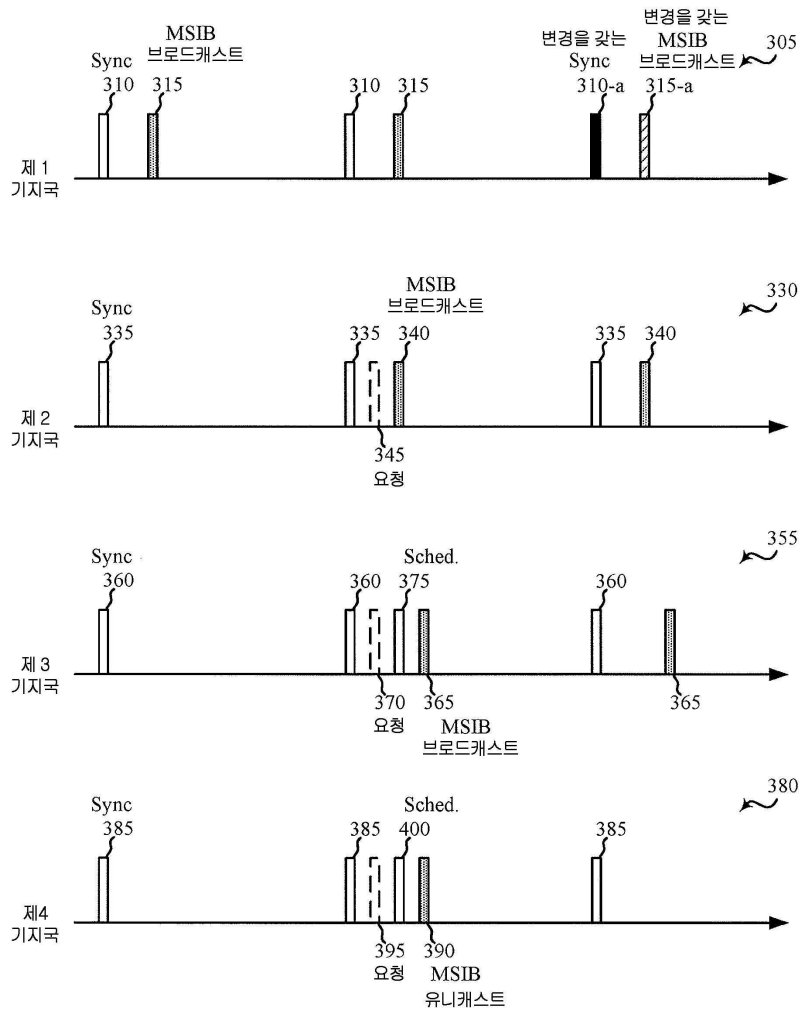 변경을 갖는
변경을 갖는 MSIB
MSIB
Sync 브로드캐스트 Sync 브로드캐스트 305
310 315 310 315 310-a 315-a
제 1
기지국
MSIB
Sync 브로드캐스트 330
335 335 340 335 340
제 2
기지국
345
요청
Sync Sched. 355
360 360 375 360
제 3
기지국
370 365 365
요청 MSIB
브로드캐스트
Sync Sched. 380
385 385 400 385
제4
기지국
395 390
요청 MSIB
유니캐스트